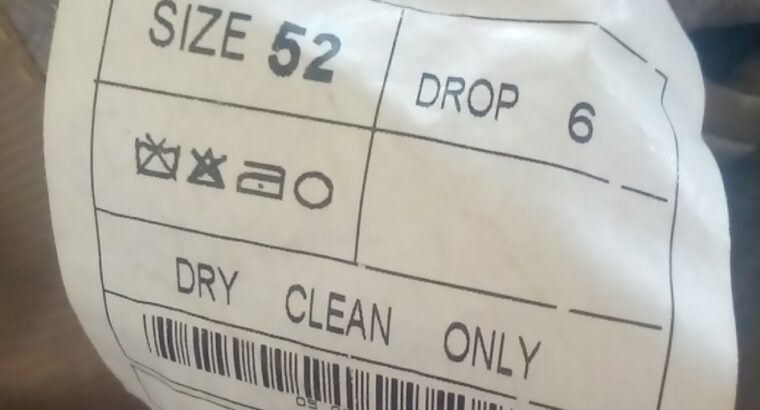 SIZE 52
DROP 6
DRY CLEAN ONLY